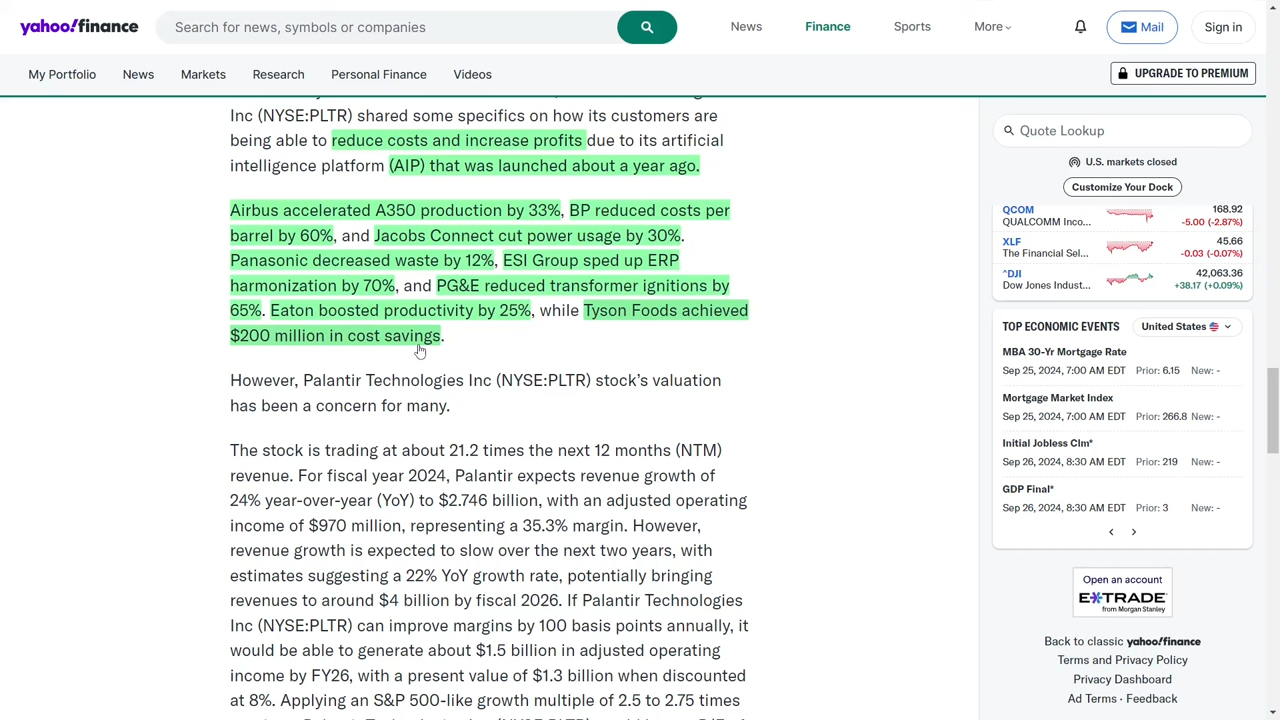 yahoo!finance
Search for news, symbols or companies
News
Finance
Sports
More
Mail
Sign in
My Portfolio
News
Markets
Research
Personal Finance
Videos
UPGRADE TO PREMIUM
Inc (NYSE:PLTR) shared some specifics on how its customers are
being able to reduce costs and increase profits due to its artificial
intelligence platform (AIP) that was launched about a year ago.
Airbus accelerated A350 production by 33%, BP reduced costs per
barrel by 60%, and Jacobs Connect cut power usage by 30%.
Panasonic decreased waste by 12%, ESI Group sped up ERP
harmonization by 70%, and PG&E reduced transformer ignitions by
65%. Eaton boosted productivity by 25%, while Tyson Foods achieved
$200 million in cost savings.
However, Palantir Technologies Inc (NYSE:PLTR) stock's valuation
has been a concern for many.
The stock is trading at about 21.2 times the next 12 months (NTM)
revenue. For fiscal year 2024, Palantir expects revenue growth of
24% year-over-year (YoY) to $2.746 billion, with an adjusted operating
income of $970 million, representing a 35.3% margin. However,
revenue growth is expected to slow over the next two years, with
estimates suggesting a 22% YoY growth rate, potentially bringing
revenues to around $4 billion by fiscal 2026. If Palantir Technologies
Inc (NYSE:PLTR) can improve margins by 100 basis points annually, it
would be able to generate about $1.5 billion in adjusted operating
income by FY26, with a present value of $1.3 billion when discounted
at 8%. Applying an S&P 500-like growth multiple of 2.5 to 2.75 times
Quote Lookup
U.S. markets closed
Customize Your Dock
QCOM 168.92
QUALCOMM Inco... -5.00 (-2.87%)
XLF 45.66
The Financial Sel... -0.03 (-0.07%)
^DJI 42,063.36
Dow Jones Indust... +38.17 (+0.09%)
TOP ECONOMIC EVENTS United States
MBA 30-Yr Mortgage Rate
Sep 25, 2024, 7:00 AM EDT Prior: 6.15 New: -
Mortgage Market Index
Sep 25, 2024, 7:00 AM EDT Prior: 266.8 New: -
Initial Jobless Clm*
Sep 26, 2024, 8:30 AM EDT Prior: 219 New: -
GDP Final*
Sep 26, 2024, 8:30 AM EDT Prior: 3 New: -
Open an account
E*TRADE
from Morgan Stanley
Back to classic yahoo!finance
Terms and Privacy Policy
Privacy Dashboard
Ad Terms · Feedback